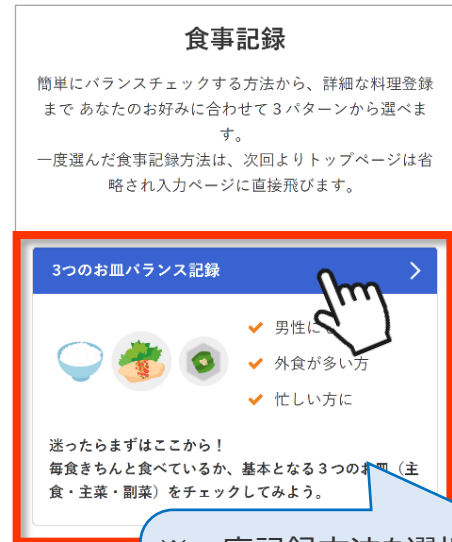 食事記録
簡単にバランスチェックする方法から、詳細な料理登録
まで あなたのお好みに合わせて３パターンから選べま
す。
一度選んだ食事記録方法は、次回よりトップページは省
略され入力ページに直接飛びます。
3つのお皿バランス記録
男性に
外食が多い方
忙しい方に
迷ったらまずはここから！
毎食きちんと食べているか、基本となる３つのお皿（主
食・主菜・副菜）をチェックしてみよう。